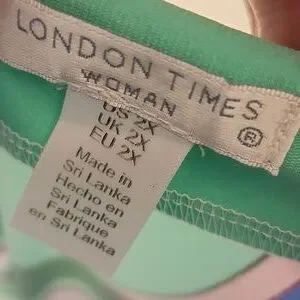 LONDON TIMES
WOMAN
®
US 2X
UK 2X
EU 2X
Made in
Sri Lanka
Hecho en
Sri Lanka
Fabrique
en Sri Lanka